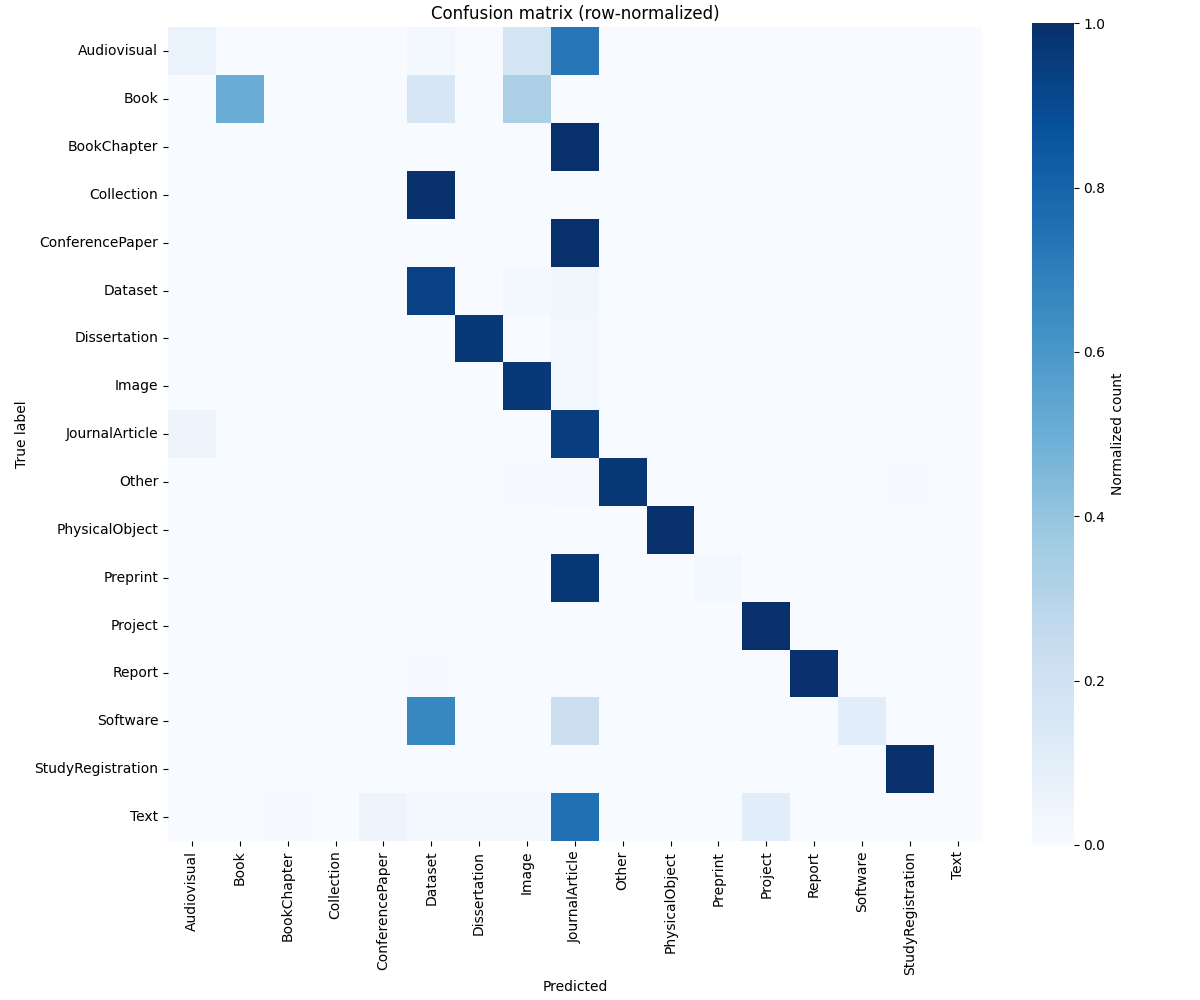 Confusion matrix (row-normalized)
True label
Audiovisual
Book
BookChapter
Collection
ConferencePaper
Dataset
Dissertation
Image
JournalArticle
Other
PhysicalObject
Preprint
Project
Report
Software
StudyRegistration
Text
Audiovisual
Book
BookChapter
Collection
ConferencePaper
Dataset
Dissertation
Image
JournalArticle
Other
PhysicalObject
Preprint
Project
Report
Software
StudyRegistration
Text
Predicted
1.0
0.8
0.6
0.4
0.2
0.0
Normalized count